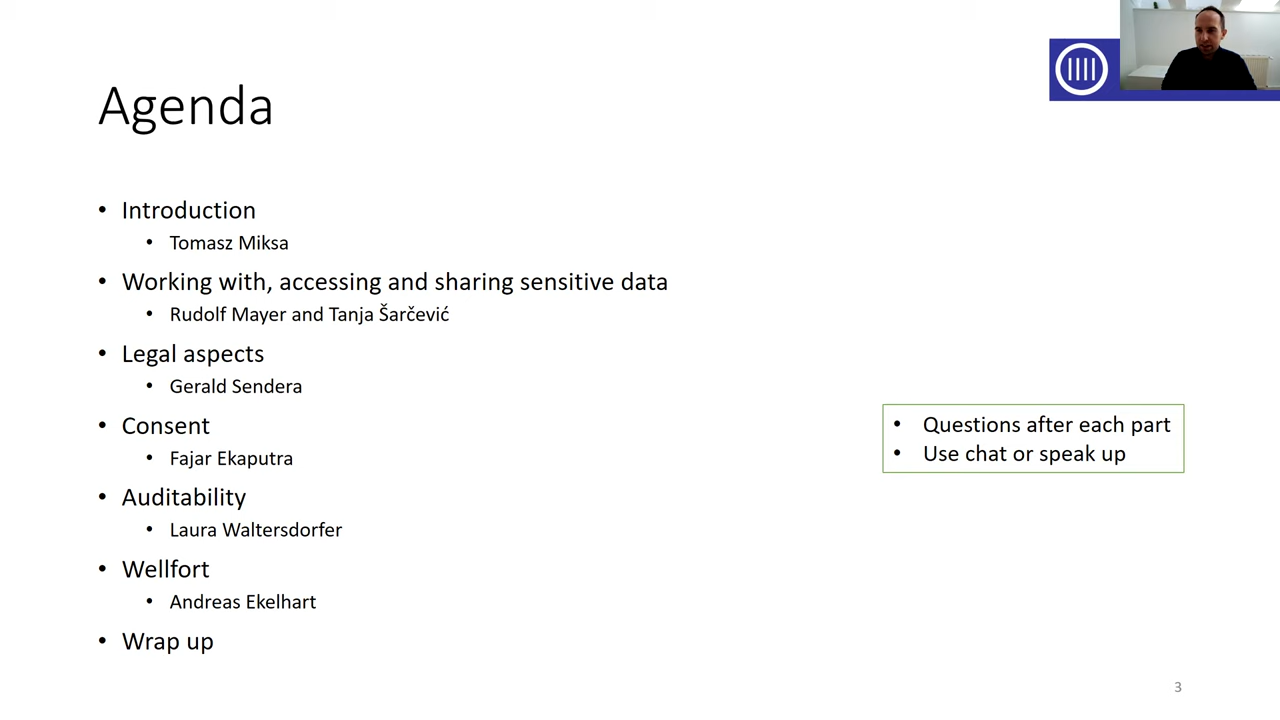 Agenda
• Introduction
• Tomasz Miksa
• Working with, accessing and sharing sensitive data
• Rudolf Mayer and Tanja Šarčević
• Legal aspects
• Gerald Sendera
• Consent
• Fajar Ekaputra
• Auditability
• Laura Waltersdorfer
• Wellfort
• Andreas Ekelhart
• Wrap up
• Questions after each part
• Use chat or speak up
3